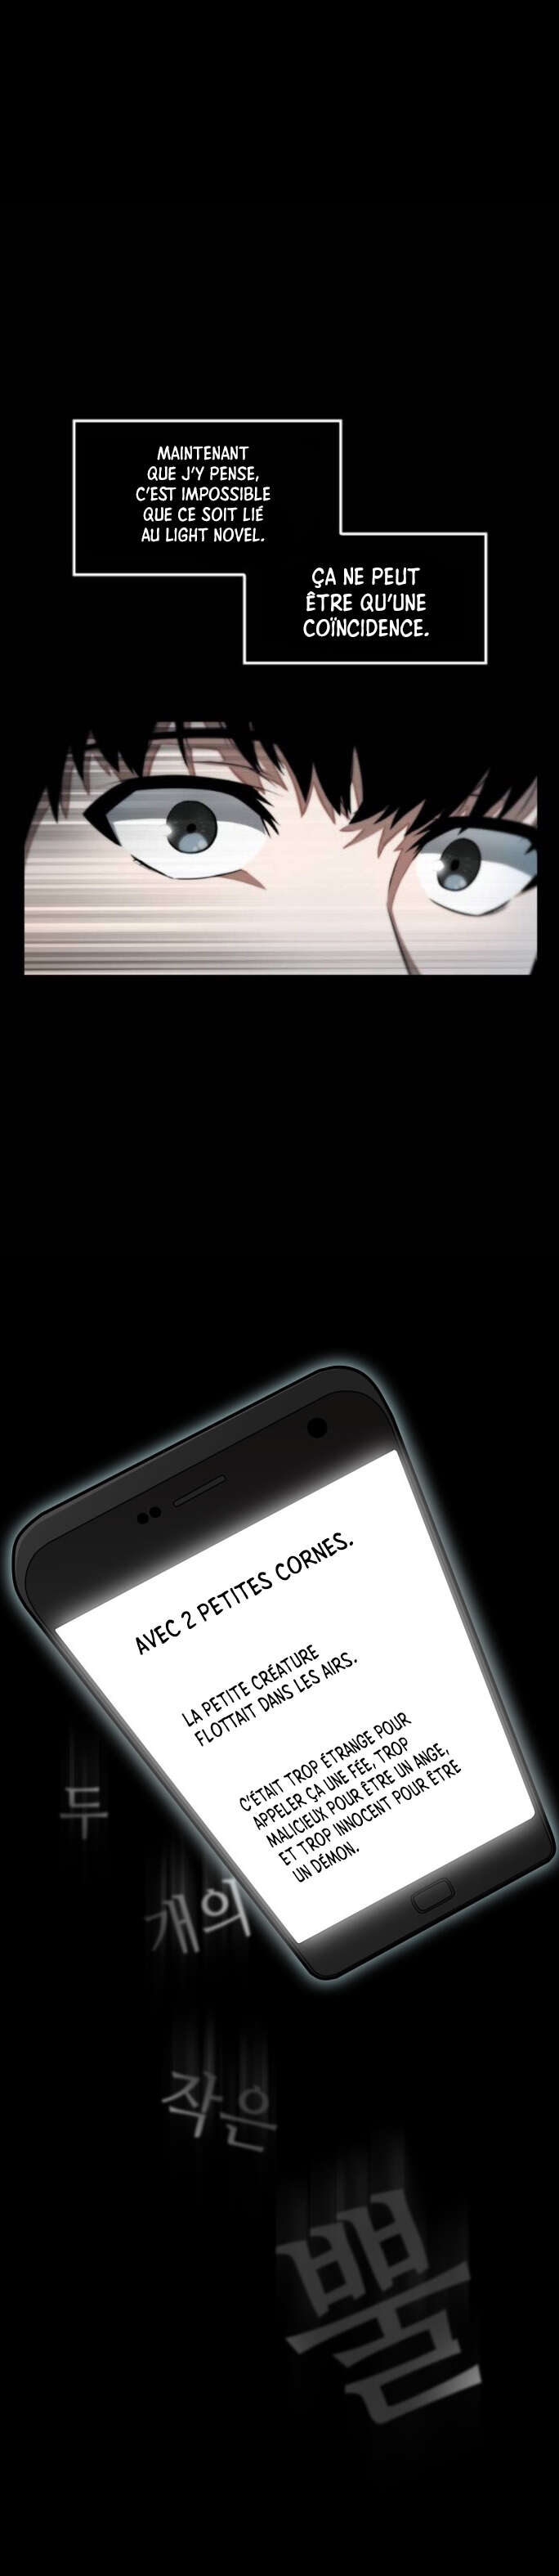 MAINTENANT
QUE J'Y PENSE,
C'EST IMPOSSIBLE
QUE CE SOIT LIÉ
AU LIGHT NOVEL.
ÇA NE PEUT
ÊTRE QU'UNE
COÏNCIDENCE.
AVEC 2 PETITES CORNES.
LA PETITE CRÉATURE
FLOTTAIT DANS LES AIRS.
C'ÉTAIT TROP ÉTRANGE POUR
APPELER ÇA UNE FÉE, TROP
MALICIEUX POUR ÊTRE UN ANGE,
ET TROP INNOCENT POUR ÊTRE
UN DÉMON.
두
개의
작은
뿔